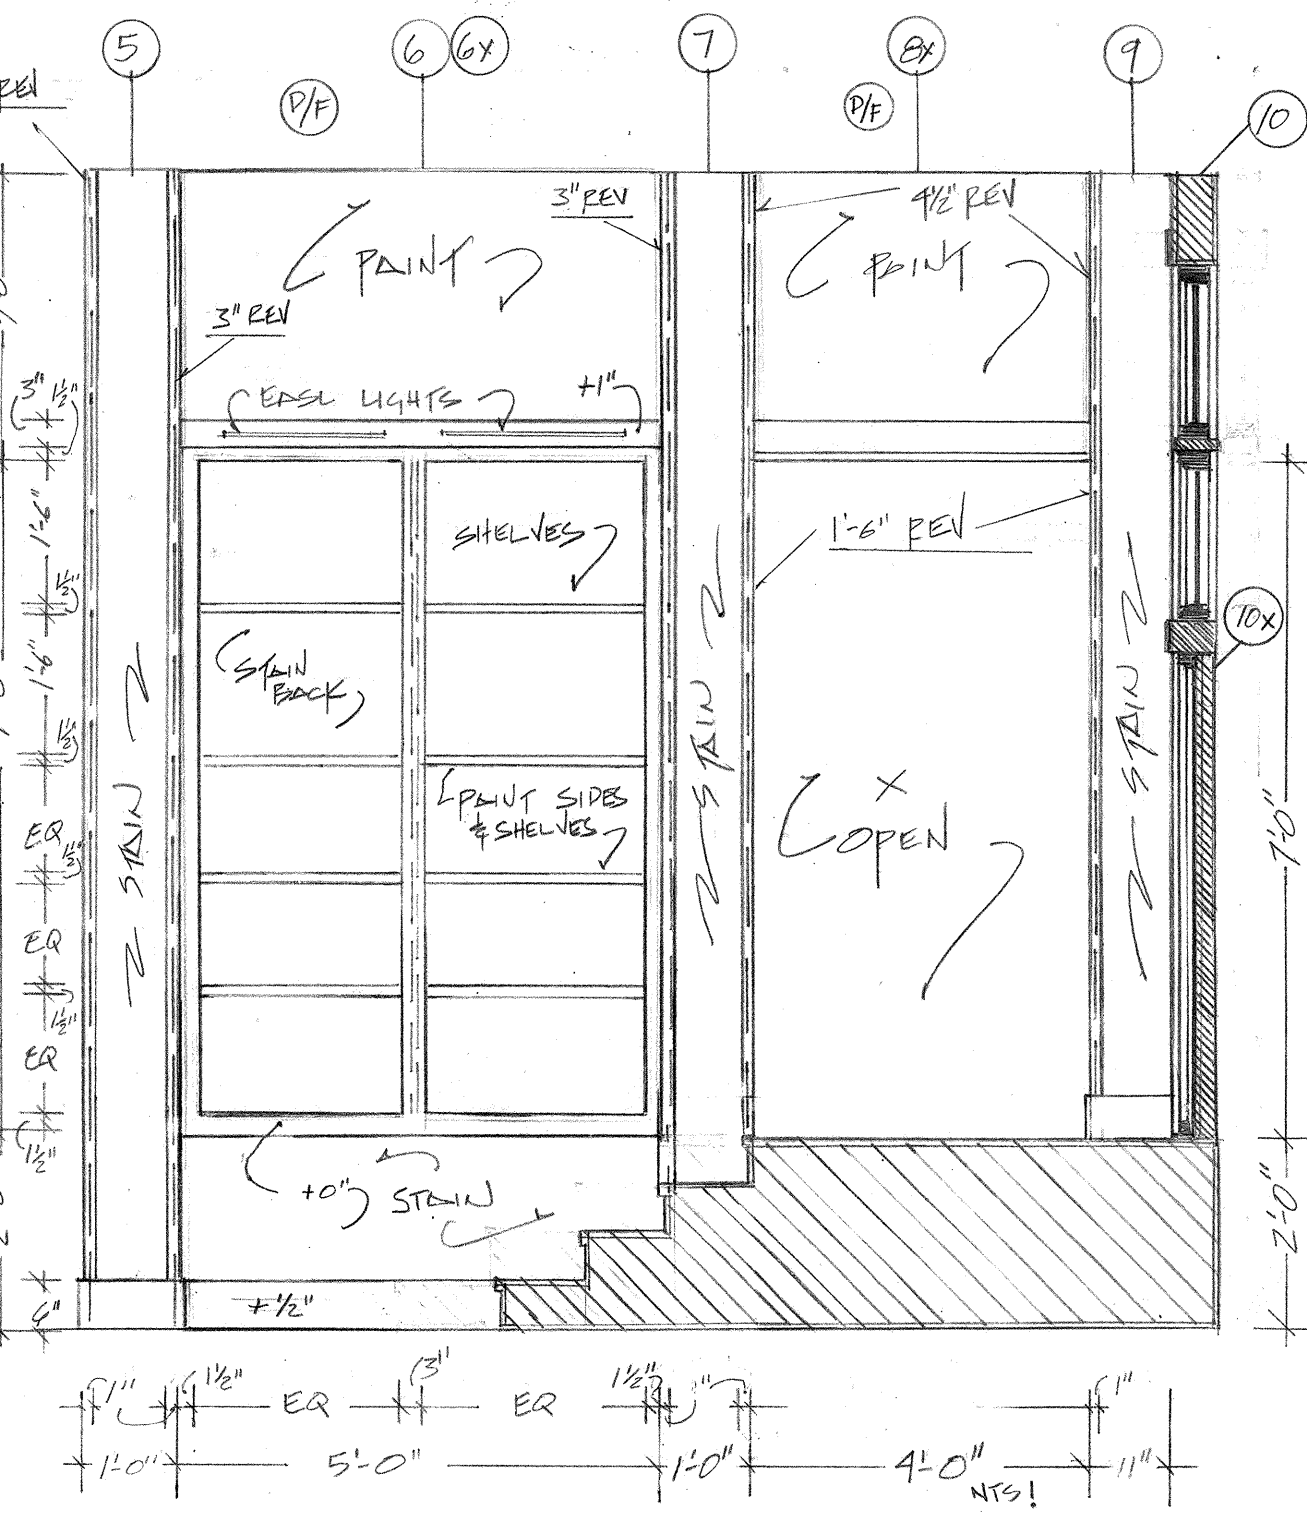 5
6
6X
7
8X
9
REV
D/F
D/F
10
3" REV
4½" REV
PAINT
PAINT
3" REV
3"
1½"
EASL LIGHTS
+1"
1'-6"
SHELVES
1'-6" REV
1½"
10X
1'-6"
STAIN
BACK
STAIN
STAIN
STAIN
1½"
PAINT SIDES
& SHELVES
X
OPEN
7'-0"
EQ
1½"
EQ
1½"
EQ
1½"
+0"
STAIN
2'-0"
6"
+½"
1"
1½"
EQ
3"
EQ
1½"
1"
1"
1'-0"
5'-0"
1'-0"
4'-0"
NTS!
11"